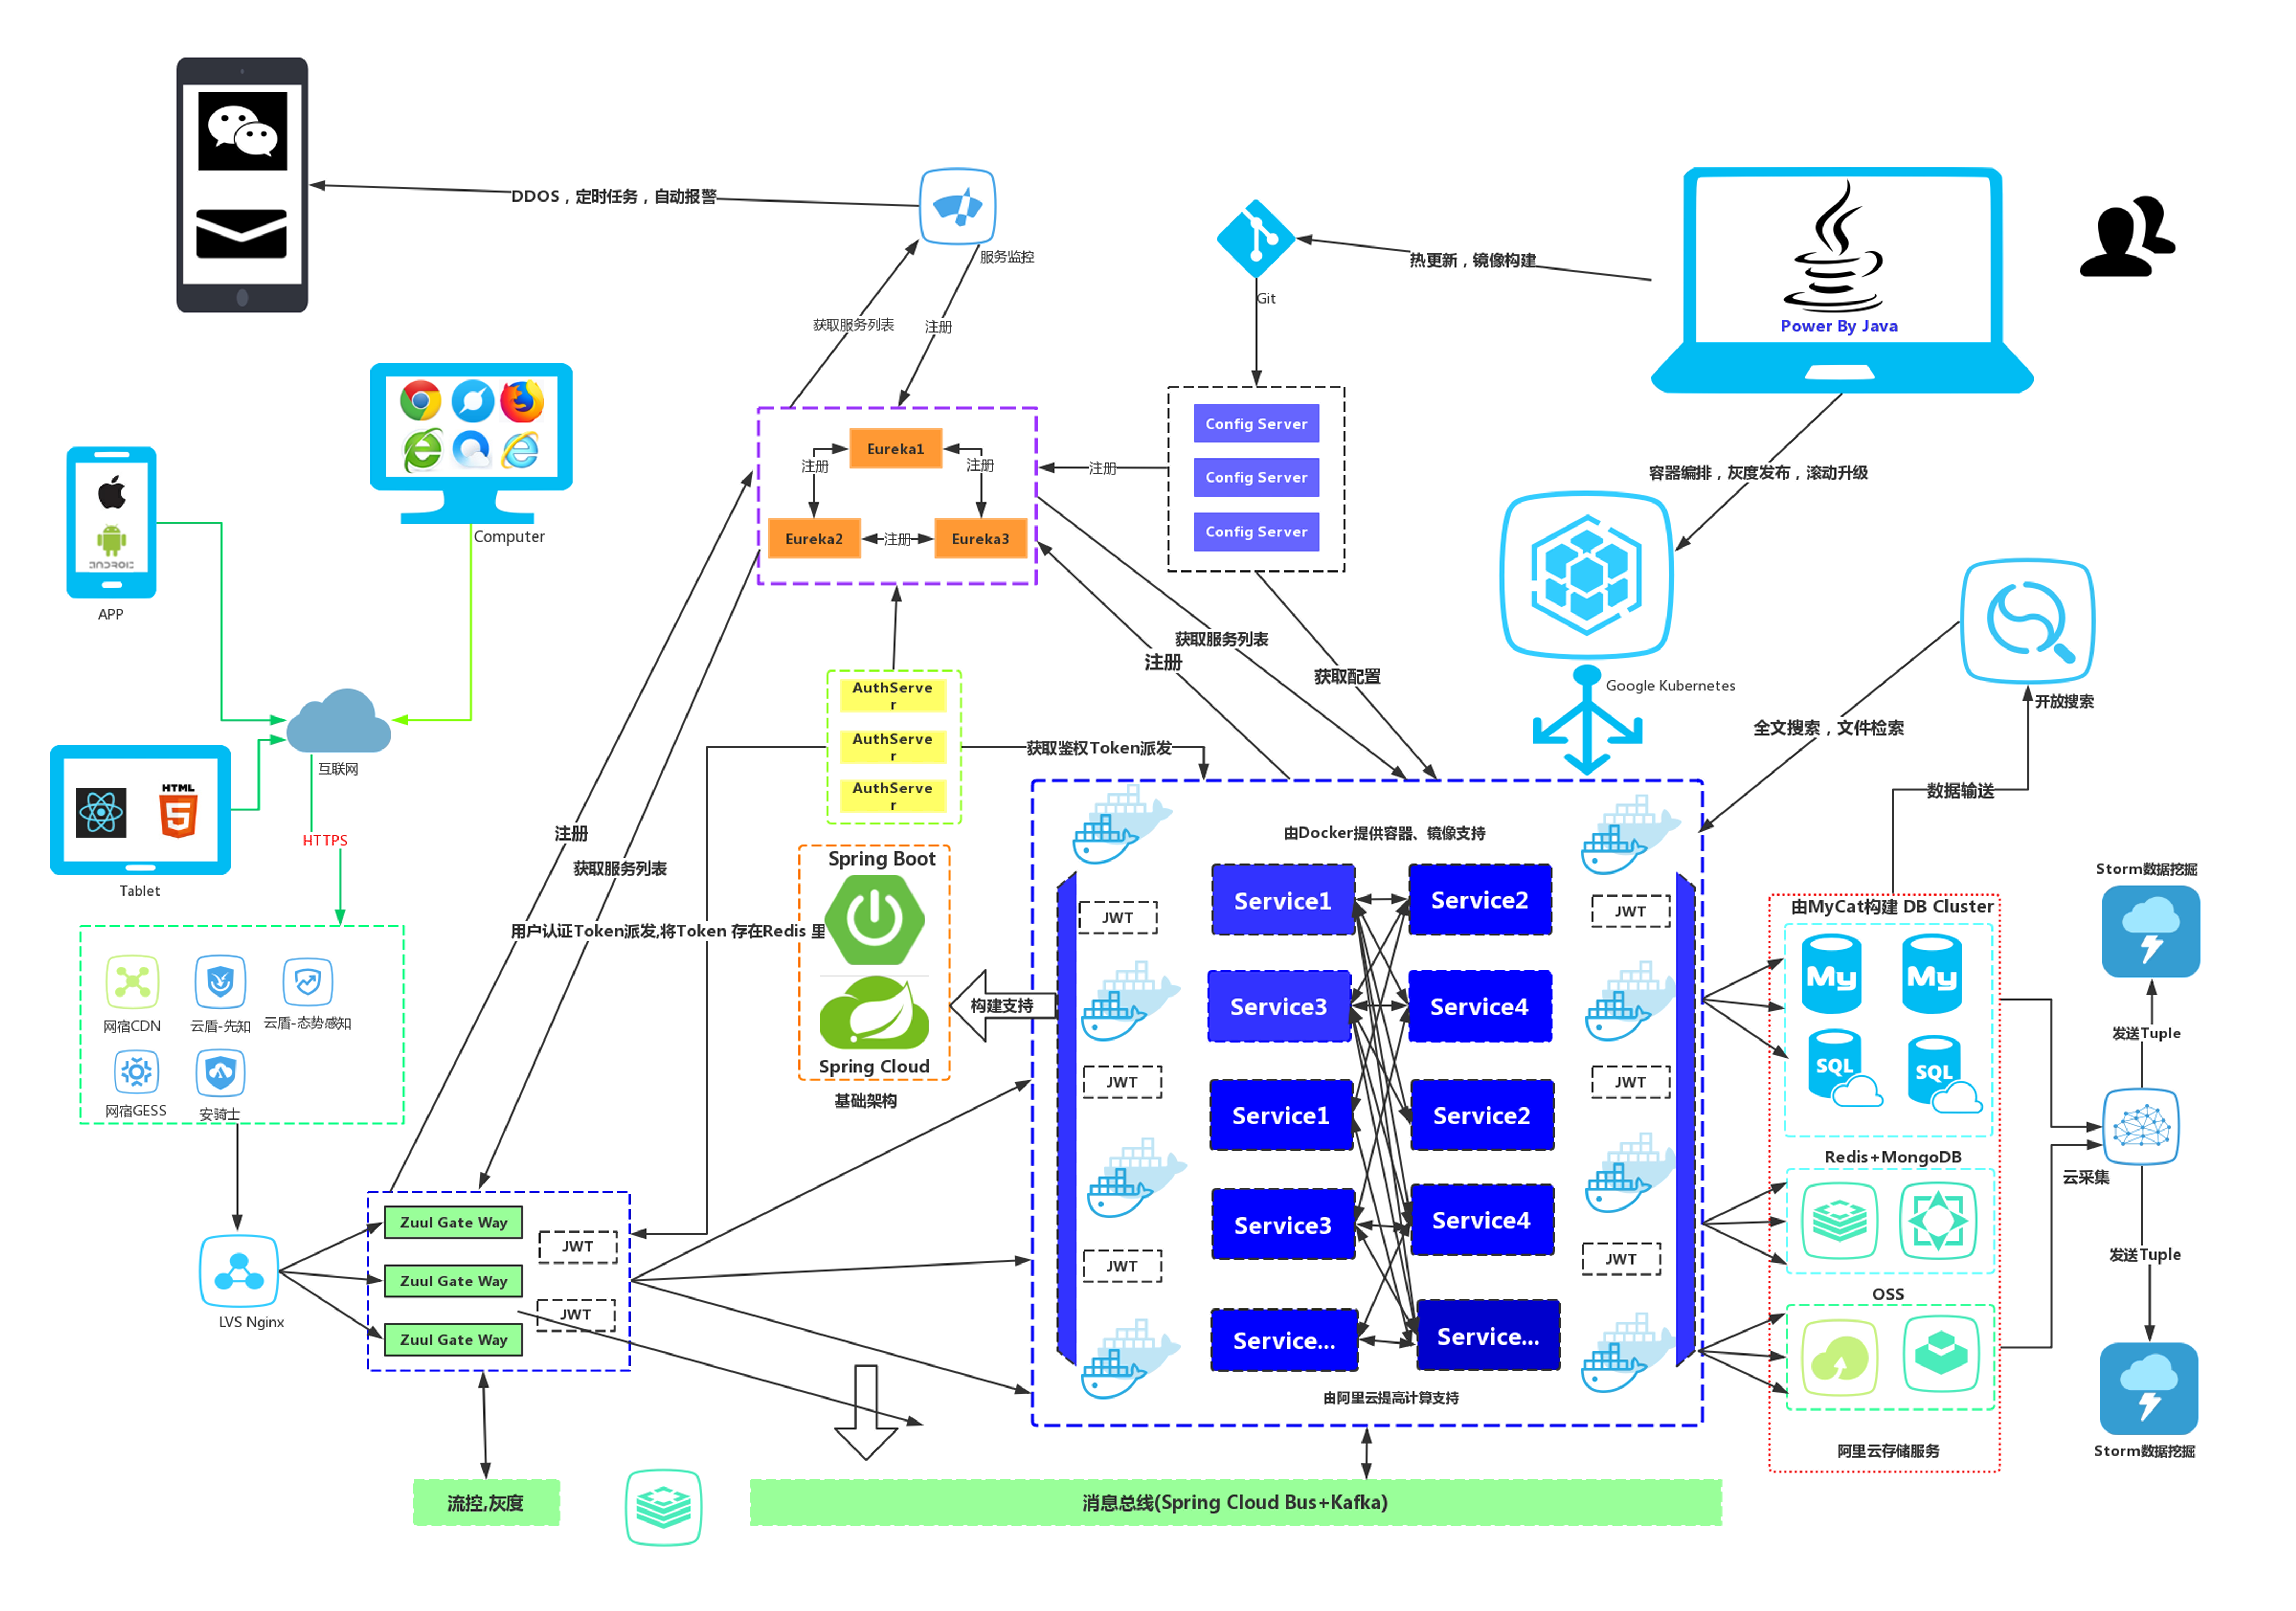 DDOS，定时任务，自动报警
服务监控
获取服务列表
注册
Git
热更新，镜像构建
Power By Java
Computer
APP
ANDROID
Eureka1
注册
注册
Eureka2
注册
Eureka3
注册
Config Server
Config Server
Config Server
容器编排，灰度发布，滚动升级
Google Kubernetes
开放搜索
全文搜索，文件检索
数据输送
获取服务列表
注册
获取配置
AuthServe
r
AuthServe
r
AuthServe
r
获取鉴权Token派发
互联网
HTTPS
HTML
5
Tablet
注册
获取服务列表
用户认证Token派发,将Token 存在Redis 里
Spring Boot
Spring Cloud
基础架构
构建支持
网宿CDN
云盾-先知
云盾-态势感知
网宿GESS
安骑士
LVS Nginx
Zuul Gate Way
Zuul Gate Way
Zuul Gate Way
JWT
JWT
流控,灰度
消息总线(Spring Cloud Bus+Kafka)
由Docker提供容器、镜像支持
JWT
JWT
JWT
JWT
JWT
JWT
Service1
Service2
Service3
Service4
Service1
Service2
Service3
Service4
Service...
Service...
由阿里云提高计算支持
由MyCat构建 DB Cluster
My
My
SQL
SQL
Redis+MongoDB
OSS
阿里云存储服务
Storm数据挖掘
发送Tuple
云采集
发送Tuple
Storm数据挖掘